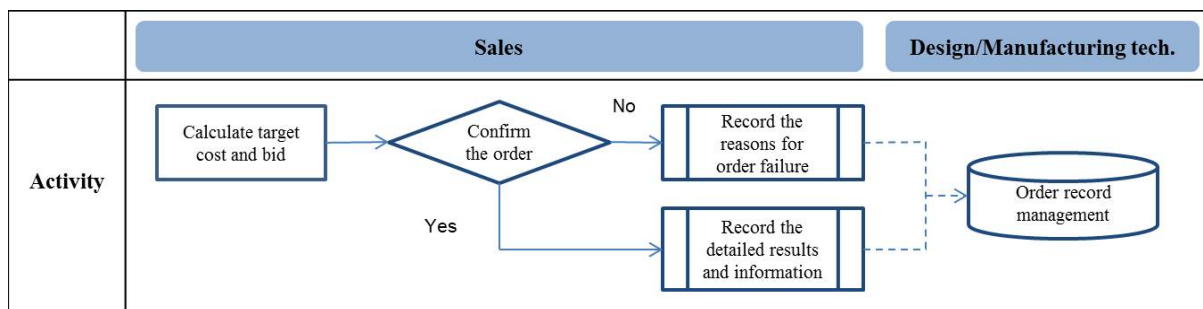 Sales
Design/Manufacturing tech.
Activity
Calculate target
cost and bid
Confirm
the order
No
Yes
Record the
reasons for
order failure
Record the
detailed results
and information
Order record
management